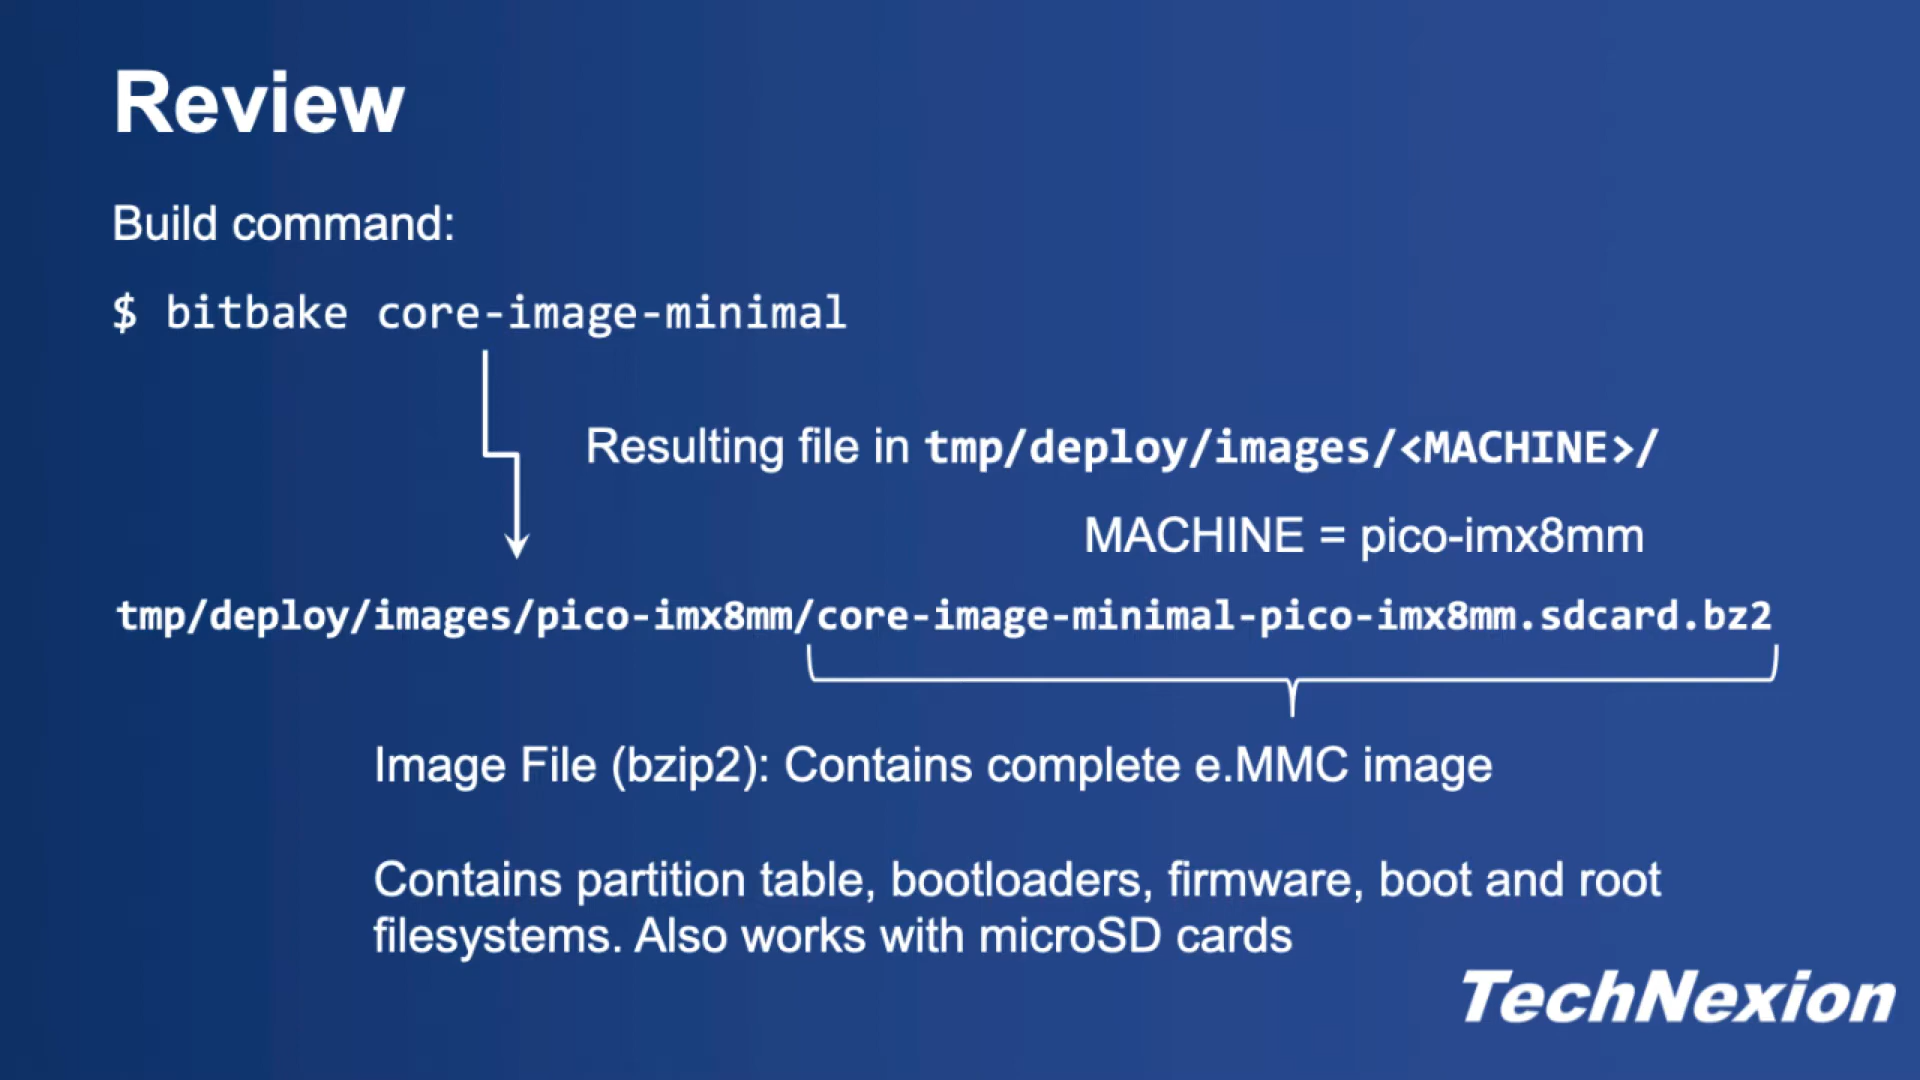 Review
Build command:
$ bitbake core-image-minimal
Resulting file in tmp/deploy/images/<MACHINE>/
MACHINE = pico-imx8mm
tmp/deploy/images/pico-imx8mm/core-image-minimal-pico-imx8mm.sdcard.bz2
Image File (bzip2): Contains complete e.MMC image
Contains partition table, bootloaders, firmware, boot and root
filesystems. Also works with microSD cards
TechNexion